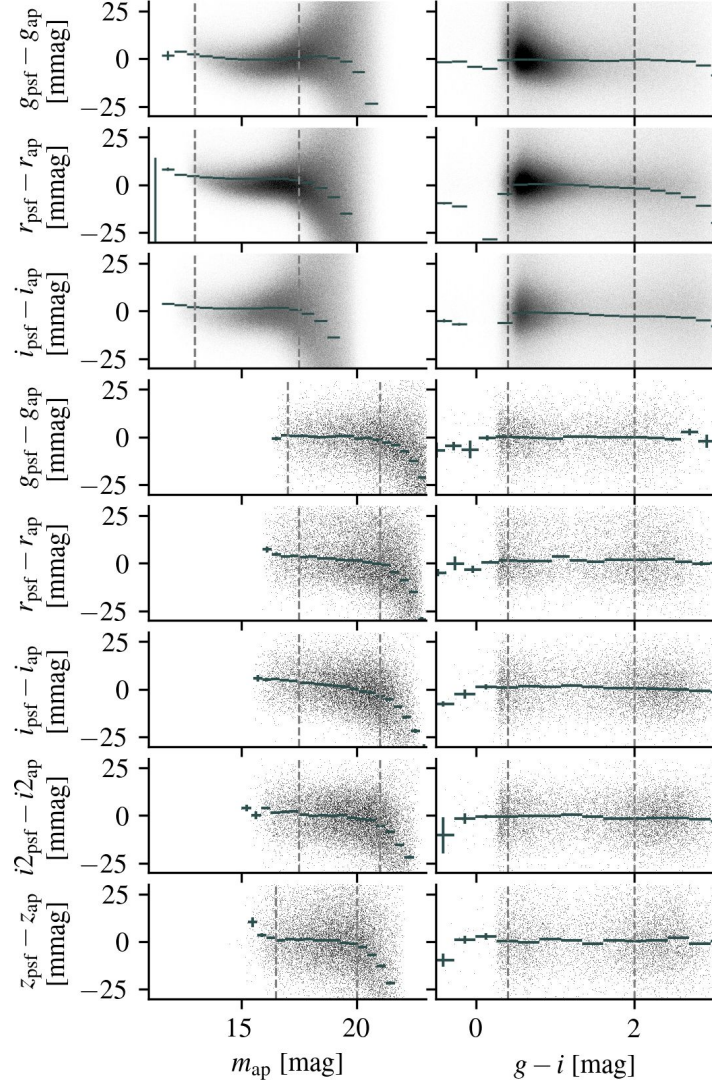 g_psf − g_ap
[mmag]
25
0
−25
r_psf − r_ap
[mmag]
25
0
−25
i_psf − i_ap
[mmag]
25
0
−25
g_psf − g_ap
[mmag]
25
0
−25
r_psf − r_ap
[mmag]
25
0
−25
i_psf − i_ap
[mmag]
25
0
−25
i2_psf − i2_ap
[mmag]
25
0
−25
z_psf − z_ap
[mmag]
25
0
−25
15 20 0 2
m_ap [mag] g − i [mag]